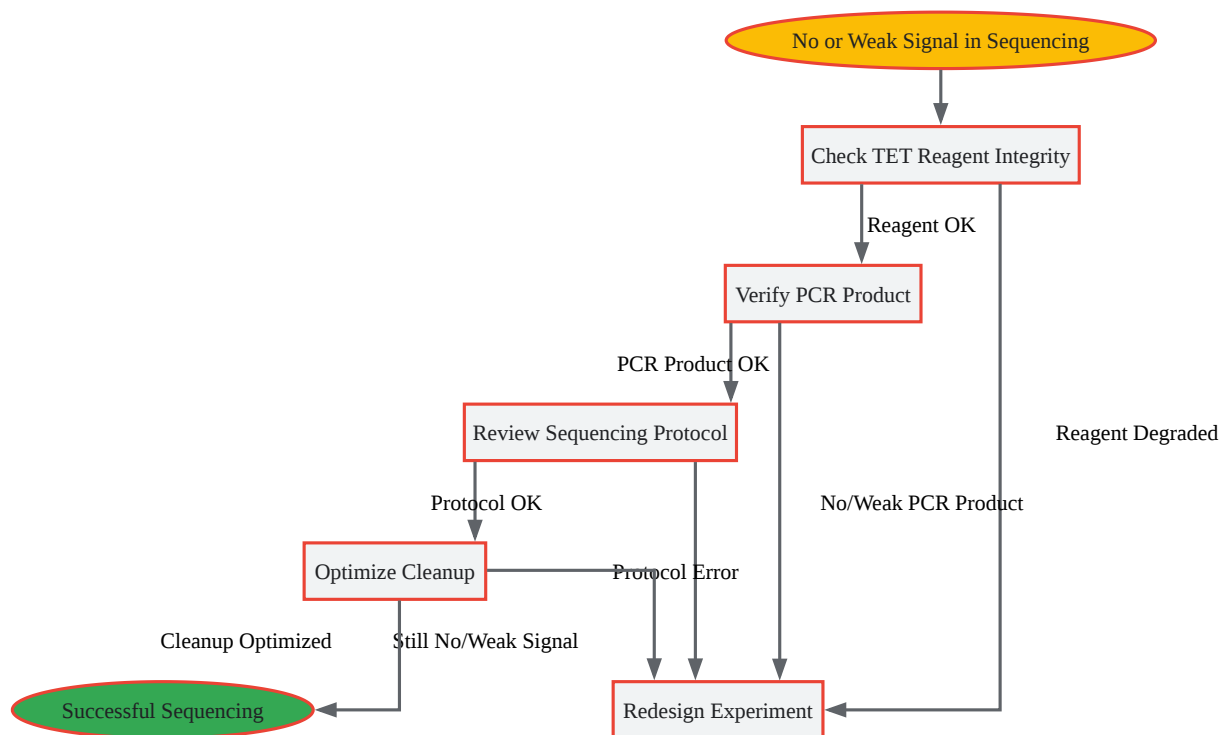 No or Weak Signal in Sequencing
Check TET Reagent Integrity
Reagent OK
Verify PCR Product
PCR Product OK
Review Sequencing Protocol
Reagent Degraded
Protocol OK
No/Weak PCR Product
Optimize Cleanup
Protocol Error
Cleanup Optimized
Still No/Weak Signal
Successful Sequencing
Redesign Experiment